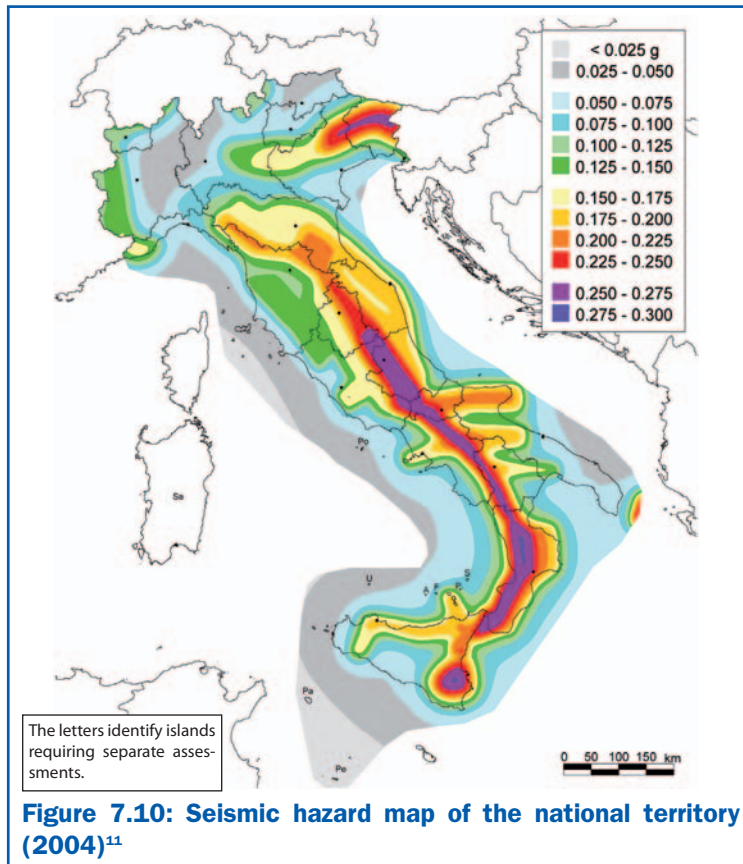 < 0.025 g
0.025 - 0.050
0.050 - 0.075
0.075 - 0.100
0.100 - 0.125
0.125 - 0.150
0.150 - 0.175
0.175 - 0.200
0.200 - 0.225
0.225 - 0.250
0.250 - 0.275
0.275 - 0.300
Po
Sa
U
S
A
F
P
Pa
Pe
The letters identify islands
requiring separate asses-
sments.
0 50 100 150 km
Figure 7.10: Seismic hazard map of the national territory
(2004)¹¹